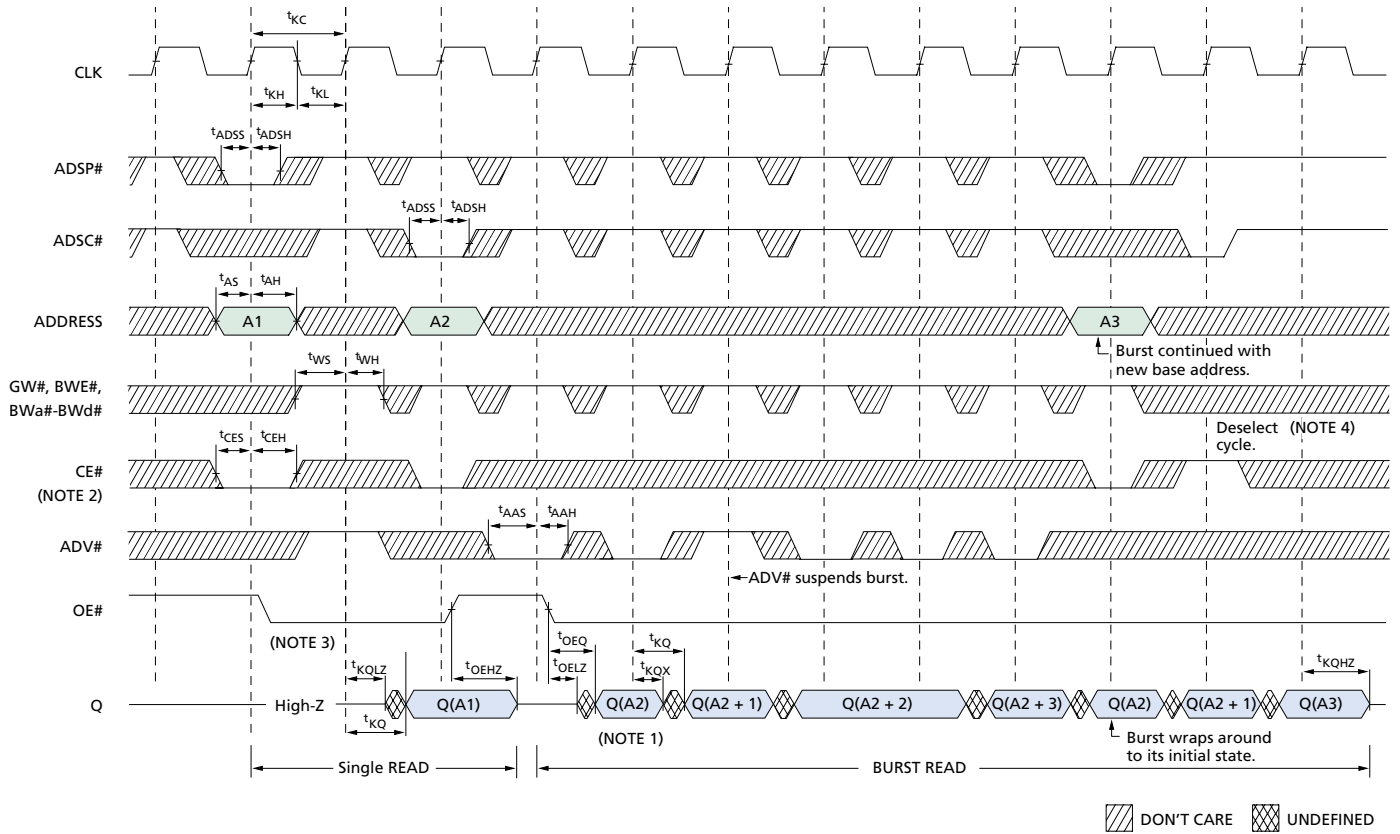 tKC
CLK
tKH
tKL
tADSS
tADSH
ADSP#
tADSS
tADSH
ADSC#
tAS
tAH
ADDRESS
A1
A2
A3
Burst continued with
new base address.
tWS
tWH
GW#, BWE#,
BWa#-BWd#
Deselect (NOTE 4)
cycle.
tCES
tCEH
CE#
(NOTE 2)
tAAS
tAAH
ADV#
ADV# suspends burst.
OE#
(NOTE 3)
tOEQ
tKQ
tKQLZ
tOEHZ
tOELZ
tKQX
tKQHZ
Q
High-Z
Q(A1)
Q(A2)
Q(A2 + 1)
Q(A2 + 2)
Q(A2 + 3)
Q(A2)
Q(A2 + 1)
Q(A3)
tKQ
(NOTE 1)
Burst wraps around
to its initial state.
Single READ
BURST READ
DON'T CARE
UNDEFINED